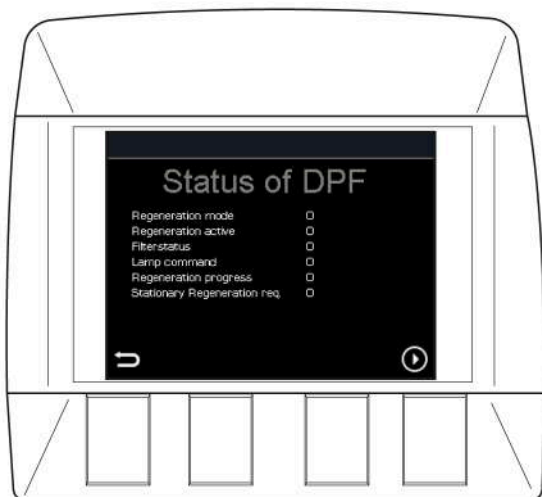 Status of DPF
Regeneration mode 0
Regeneration active 0
Filterstatus 0
Lamp command 0
Regeneration progress 0
Stationary Regeneration req. 0